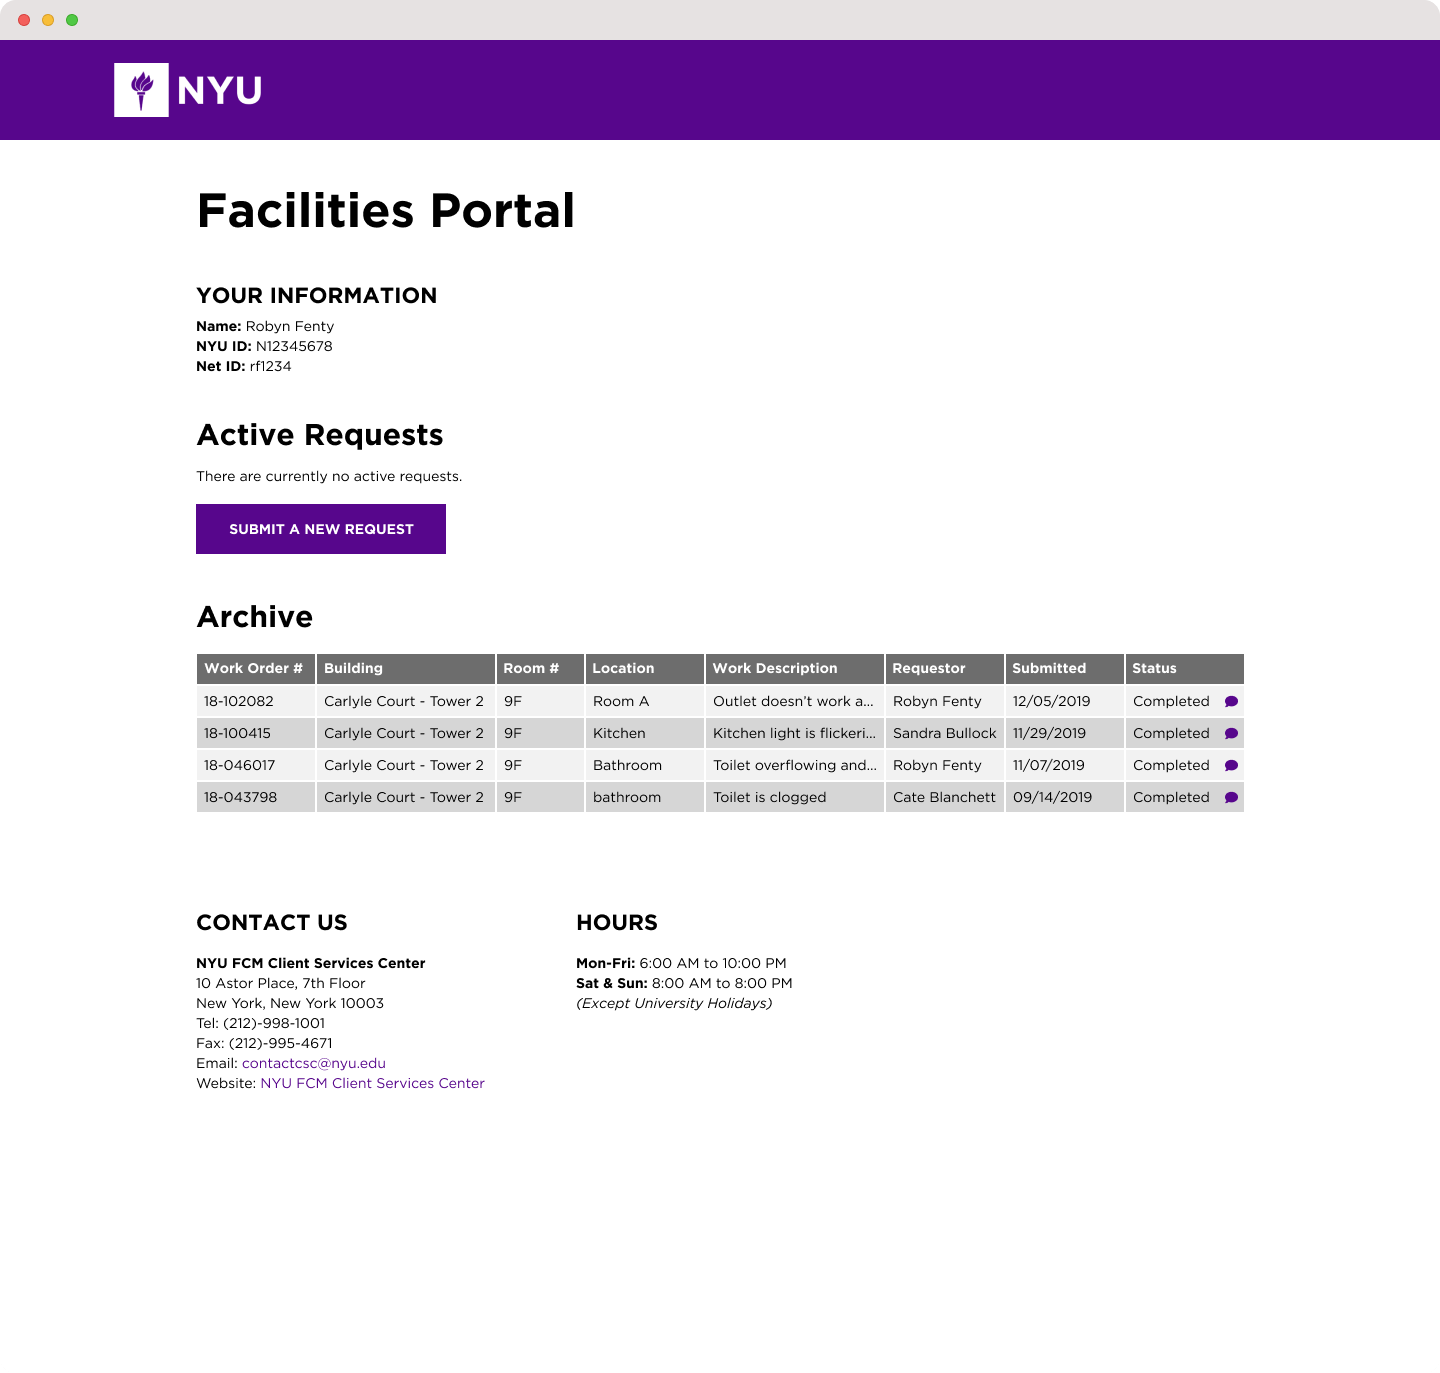 NYU
Facilities Portal
YOUR INFORMATION
Name: Robyn Fenty
NYU ID: N12345678
Net ID: rf1234
Active Requests
There are currently no active requests.
SUBMIT A NEW REQUEST
Archive
Work Order # Building Room # Location Work Description Requestor Submitted Status
18-102082 Carlyle Court - Tower 2 9F Room A Outlet doesn’t work a... Robyn Fenty 12/05/2019 Completed
18-100415 Carlyle Court - Tower 2 9F Kitchen Kitchen light is flickeri... Sandra Bullock 11/29/2019 Completed
18-046017 Carlyle Court - Tower 2 9F Bathroom Toilet overflowing and... Robyn Fenty 11/07/2019 Completed
18-043798 Carlyle Court - Tower 2 9F bathroom Toilet is clogged Cate Blanchett 09/14/2019 Completed
CONTACT US
NYU FCM Client Services Center
10 Astor Place, 7th Floor
New York, New York 10003
Tel: (212)-998-1001
Fax: (212)-995-4671
Email: contactcsc@nyu.edu
Website: NYU FCM Client Services Center
HOURS
Mon-Fri: 6:00 AM to 10:00 PM
Sat & Sun: 8:00 AM to 8:00 PM
(Except University Holidays)